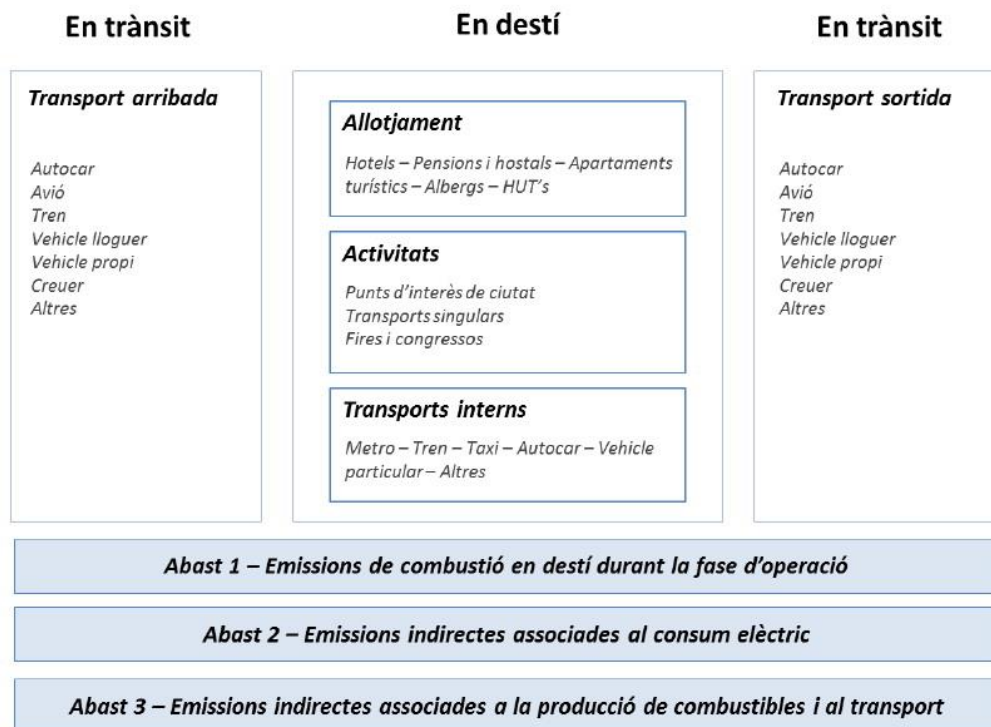 En trànsit
Transport arribada
Autocar
Avió
Tren
Vehicle lloguer
Vehicle propi
Creuer
Altres
En destí
Allotjament
Hotels – Pensions i hostals – Apartaments
turístics – Albergs – HUT's
Activitats
Punts d'interès de ciutat
Transports singulars
Fires i congressos
Transports interns
Metro – Tren – Taxi – Autocar – Vehicle
particular – Altres
En trànsit
Transport sortida
Autocar
Avió
Tren
Vehicle lloguer
Vehicle propi
Creuer
Altres
Abast 1 – Emissions de combustió en destí durant la fase d'operació
Abast 2 – Emissions indirectes associades al consum elèctric
Abast 3 – Emissions indirectes associades a la producció de combustibles i al transport